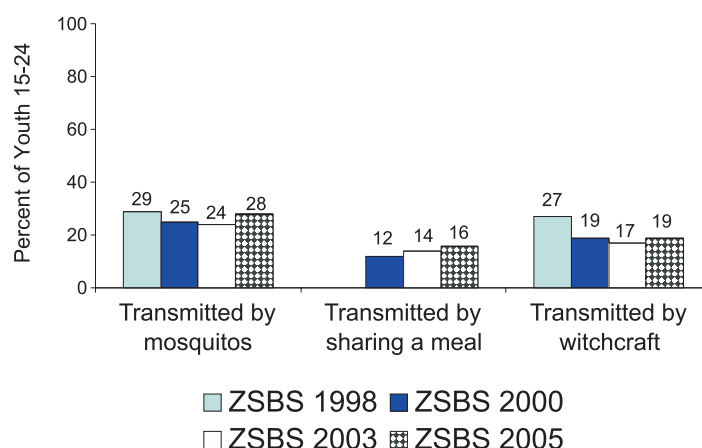 Percent of Youth 15-24
100
80
60
40
20
0
29
25
24
28
12
14
16
27
19
17
19
Transmitted by
mosquitos
Transmitted by
sharing a meal
Transmitted by
witchcraft
ZSBS 1998 ZSBS 2000
ZSBS 2003 ZSBS 2005